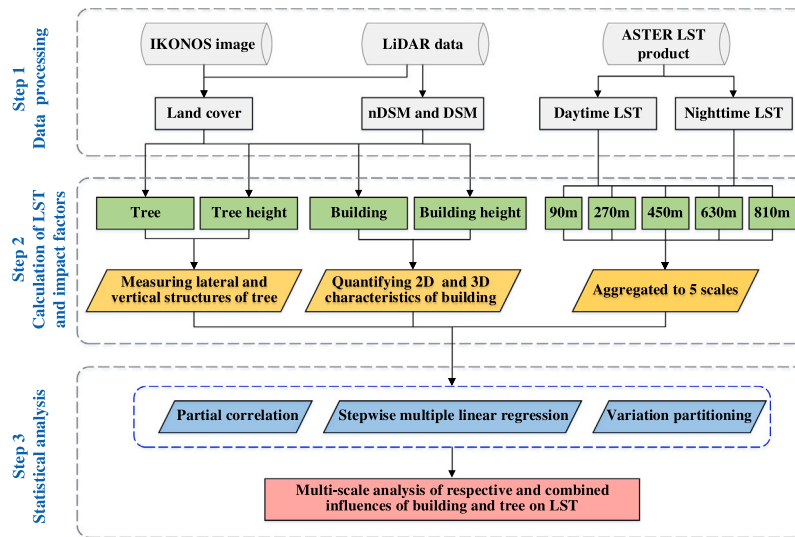 Step 1
Data processing
IKONOS image
LiDAR data
ASTER LST
product
Land cover
nDSM and DSM
Daytime LST
Nighttime LST
Step 2
Calculation of LST
and impact factors
Tree
Tree height
Building
Building height
90m
270m
450m
630m
810m
Measuring lateral and
vertical structures of tree
Quantifying 2D and 3D
characteristics of building
Aggregated to 5 scales
Step 3
Statistical analysis
Partial correlation
Stepwise multiple linear regression
Variation partitioning
Multi-scale analysis of respective and combined
influences of building and tree on LST